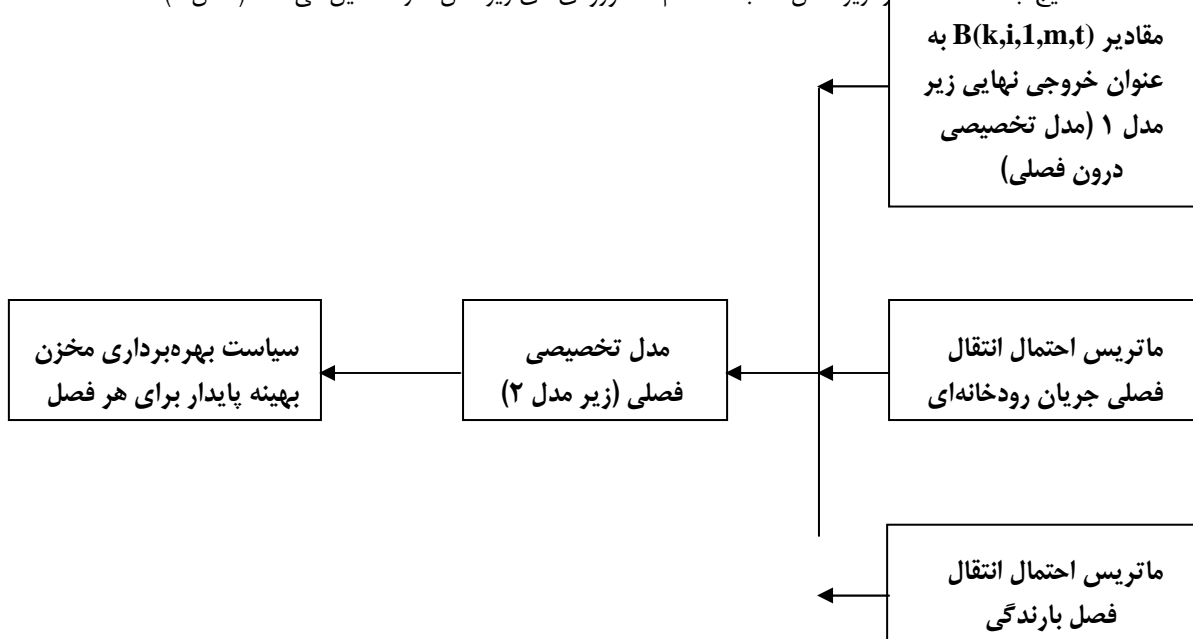 مقادیر B(k,i,1,m,t) به
عنوان خروجی نهایی زیر
مدل ۱ (مدل تخصیصی
درون فصلی)
ماتریس احتمال انتقال
فصلی جریان رودخانه‌ای
مدل تخصیصی
فصلی (زیر مدل ۲)
سیاست بهره‌برداری مخزن
بهینه پایدار برای هر فصل
ماتریس احتمال انتقال
فصل بارندگی